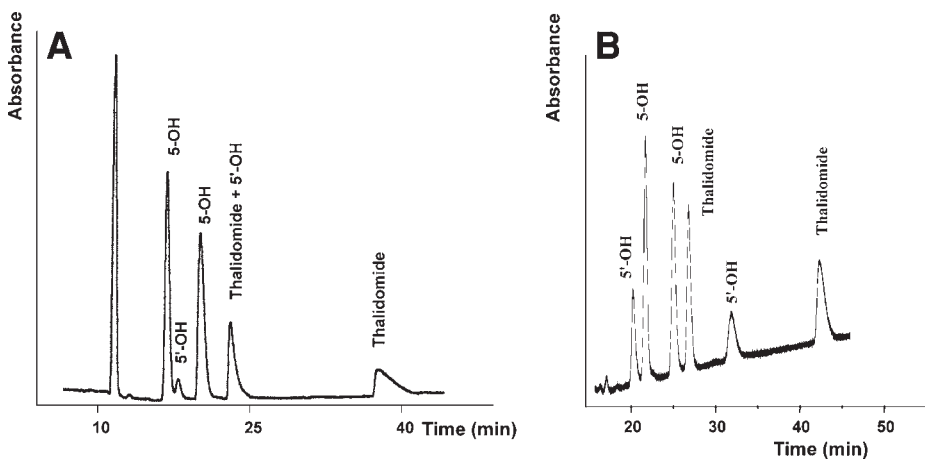 A
Absorbance
5-OH
5'-OH
5-OH
Thalidomide + 5'-OH
Thalidomide
10
25
40
Time (min)
B
Absorbance
5'-OH
5-OH
5-OH
Thalidomide
5'-OH
Thalidomide
20
30
40
50
Time (min)